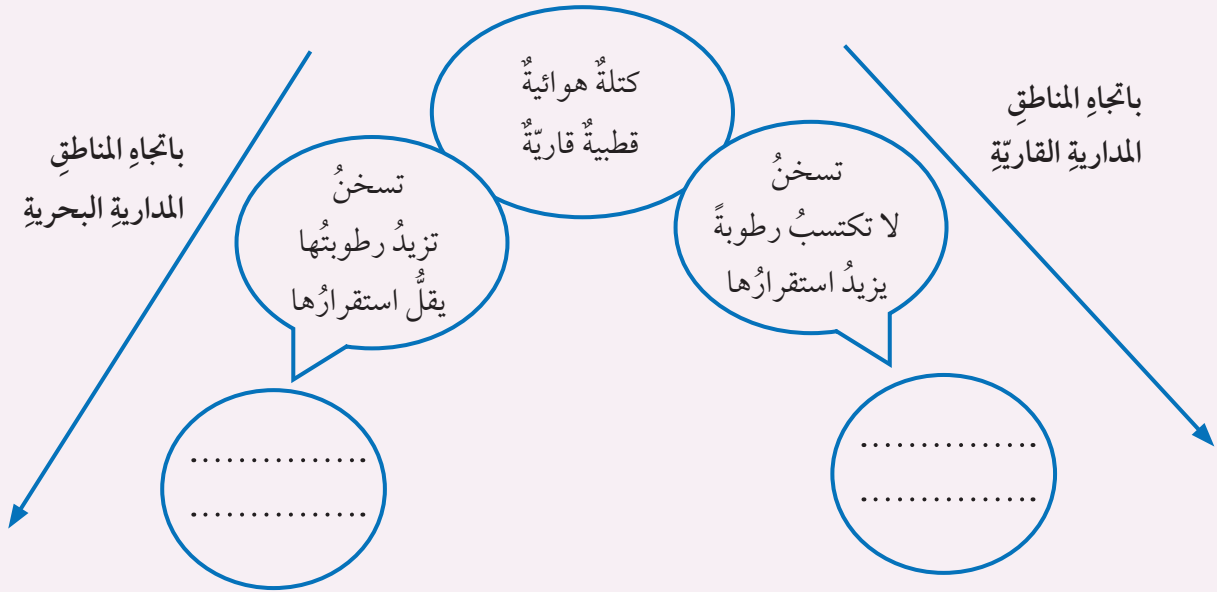 كتلةٌ هوائيةٌ
قطبيةٌ قاريّةٌ
باتجاهِ المناطقِ
المداريةِ القاريّةِ
تسخنُ
لا تكتسبُ رطوبةً
يزيدُ استقرارُها
...............
...............
باتجاهِ المناطقِ
المداريةِ البحريةِ
تسخنُ
تزيدُ رطوبتُها
يقلُّ استقرارُها
...............
...............